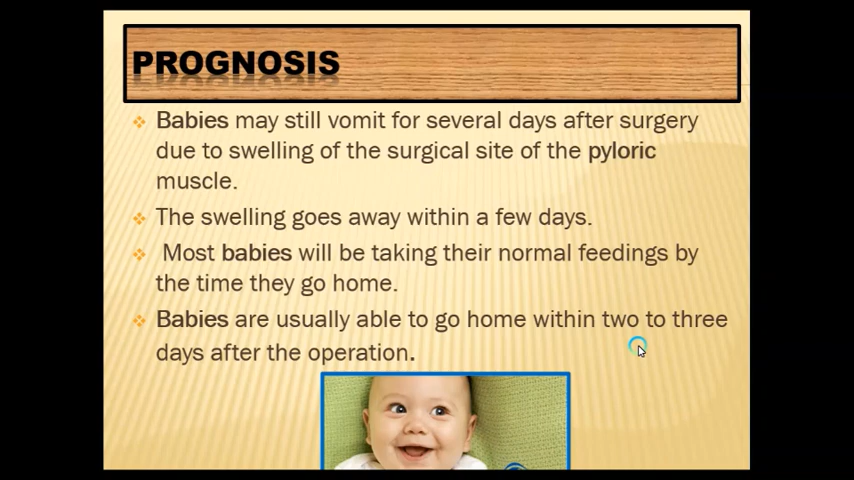 PROGNOSIS
Babies may still vomit for several days after surgery
due to swelling of the surgical site of the pyloric
muscle.
The swelling goes away within a few days.
Most babies will be taking their normal feedings by
the time they go home.
Babies are usually able to go home within two to three
days after the operation.